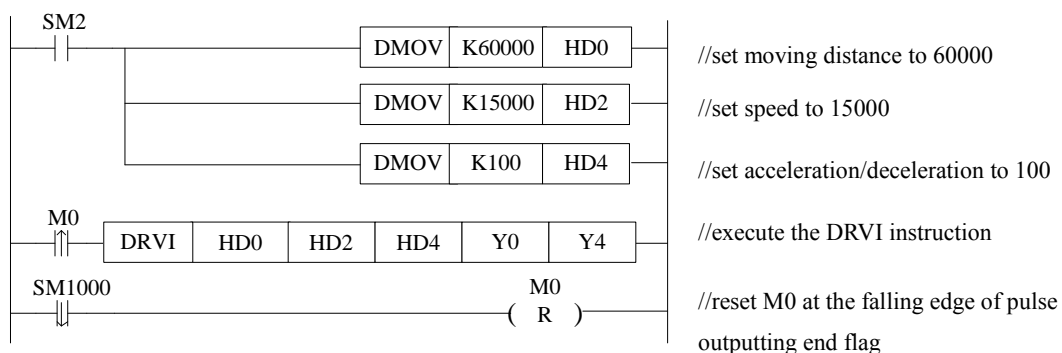 SM2
DMOV K60000 HD0
//set moving distance to 60000
DMOV K15000 HD2
//set speed to 15000
DMOV K100 HD4
//set acceleration/deceleration to 100
M0
DRVI HD0 HD2 HD4 Y0 Y4
//execute the DRVI instruction
SM1000
M0
( R )
//reset M0 at the falling edge of pulse
outputting end flag